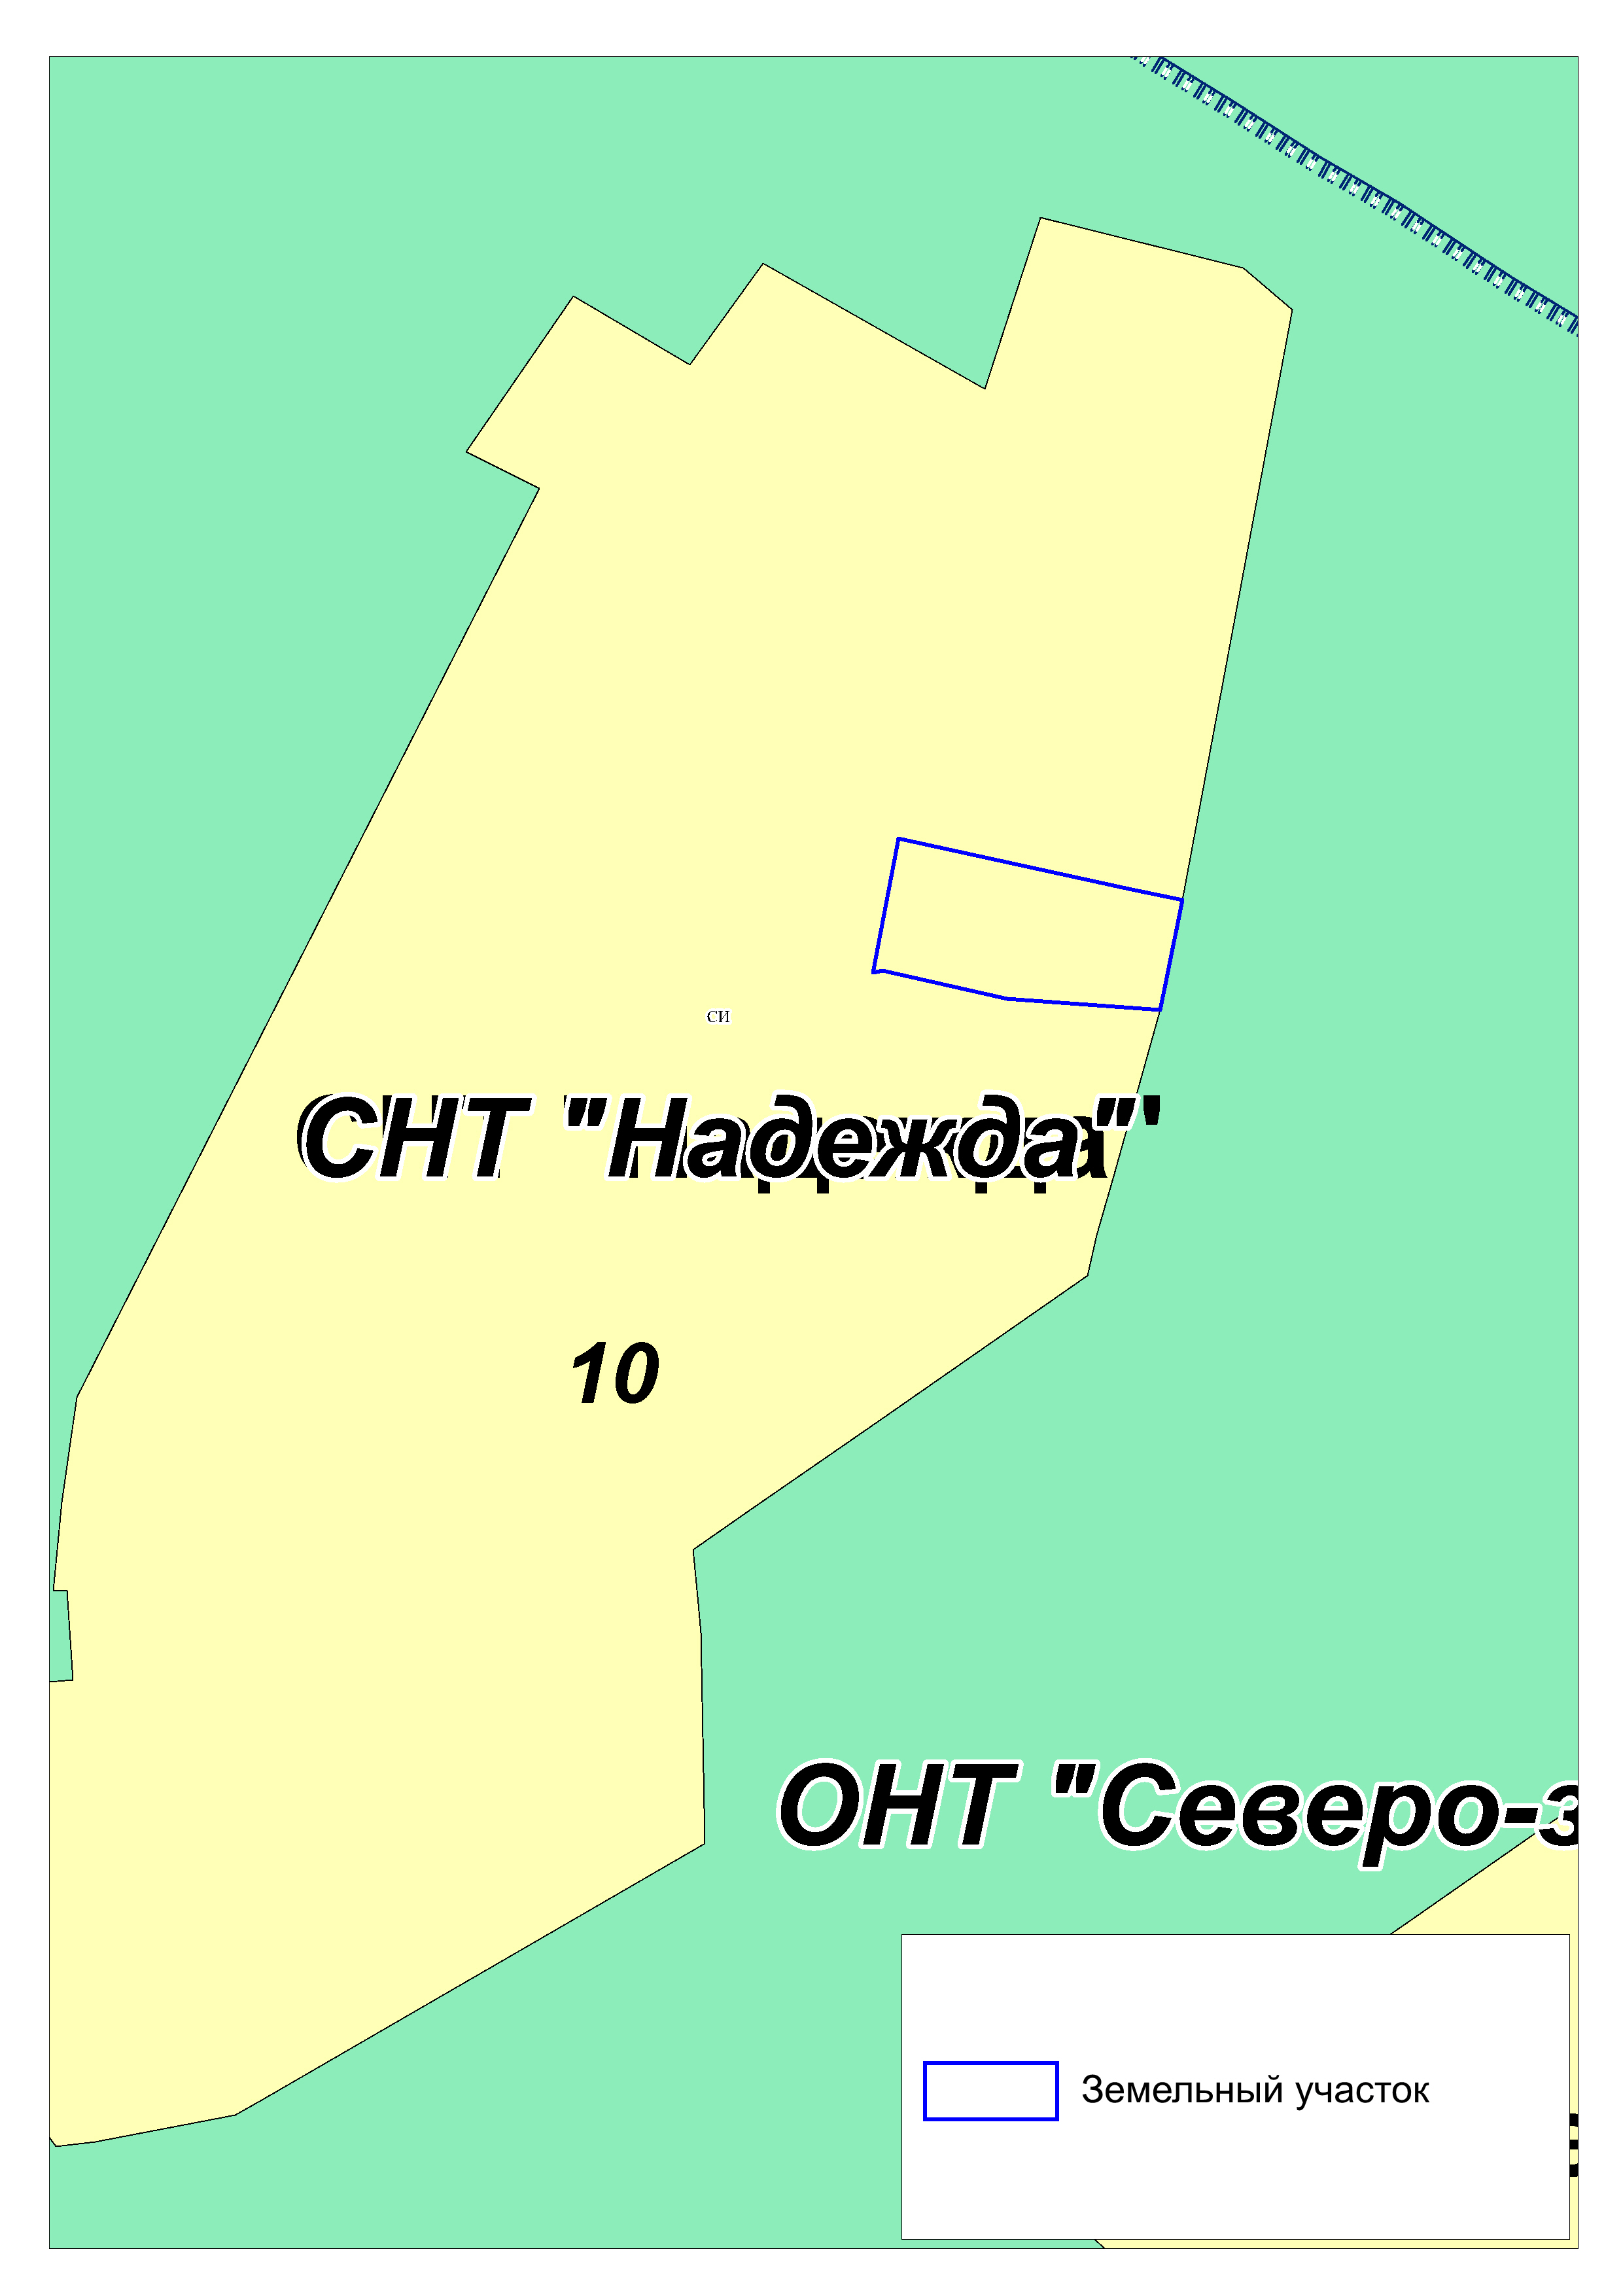 си
СНТ "Надежда"
10
ОНТ "Северо-з
Земельный участок